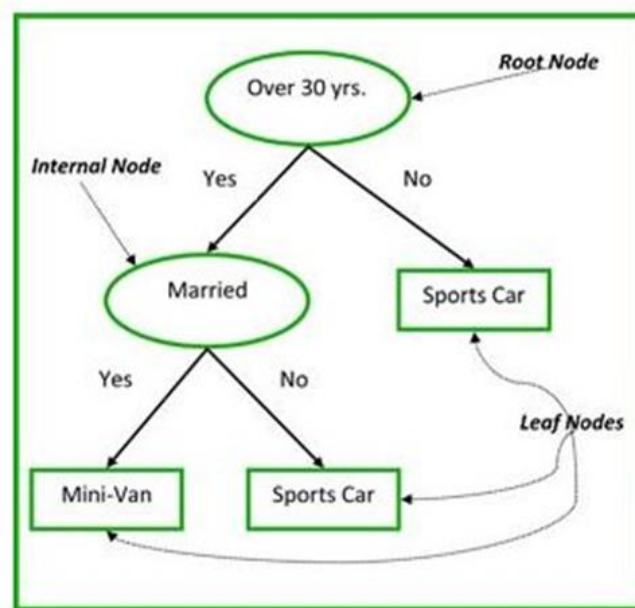 Over 30 yrs.
Root Node
Internal Node
Yes
No
Married
Sports Car
Yes
No
Leaf Nodes
Mini-Van
Sports Car